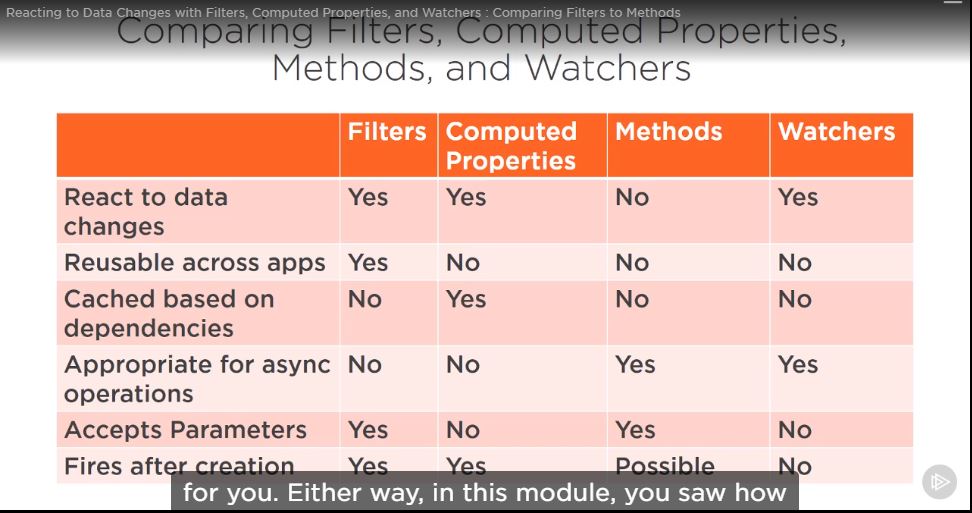 Reacting to Data Changes with Filters, Computed Properties, and Watchers : Comparing Filters to Methods
Comparing Filters, Computed Properties,
Methods, and Watchers
Filters Computed Properties Methods Watchers
React to data changes Yes Yes No Yes
Reusable across apps Yes No No No
Cached based on dependencies No Yes No No
Appropriate for async operations No No Yes Yes
Accepts Parameters Yes No Yes No
Fires after creation Yes Yes Possible No
for you. Either way, in this module, you saw how